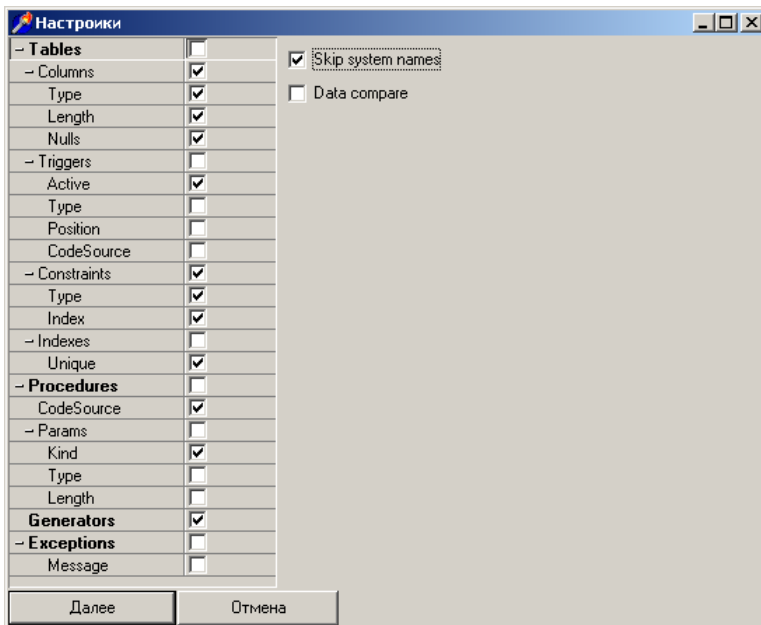 Настройки
Tables
Columns
Type
Length
Nulls
Triggers
Active
Type
Position
CodeSource
Constraints
Type
Index
Indexes
Unique
Procedures
CodeSource
Params
Kind
Type
Length
Generators
Exceptions
Message
Skip system names
Data compare
Далее
Отмена